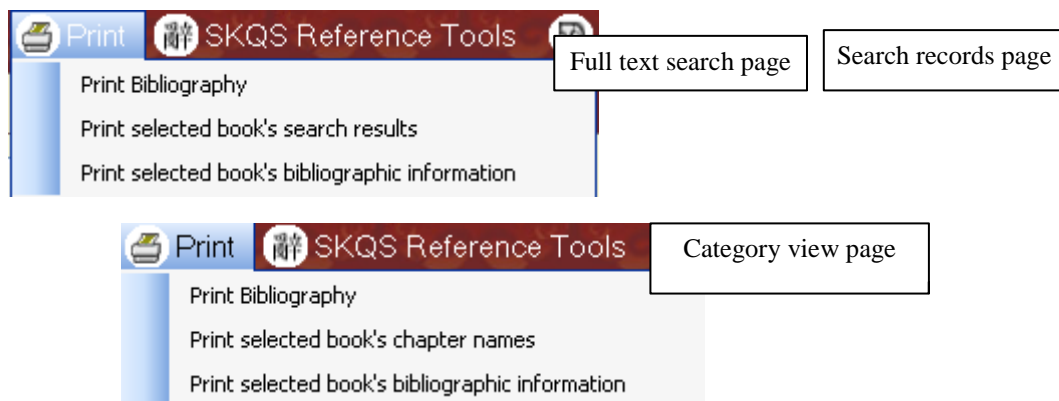 Print 辭 SKQS Reference Tools
Full text search page
Search records page
Print Bibliography
Print selected book's search results
Print selected book's bibliographic information
Print 辭 SKQS Reference Tools
Category view page
Print Bibliography
Print selected book's chapter names
Print selected book's bibliographic information